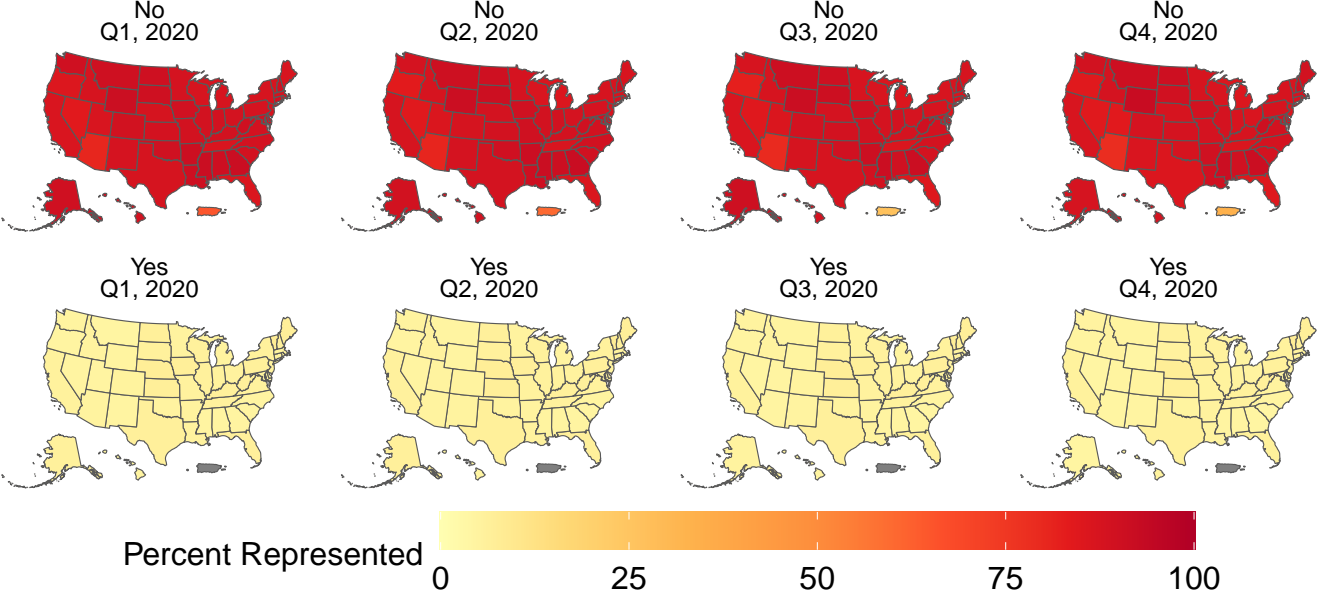 No
Q1, 2020
No
Q2, 2020
No
Q3, 2020
No
Q4, 2020
Yes
Q1, 2020
Yes
Q2, 2020
Yes
Q3, 2020
Yes
Q4, 2020
Percent Represented
0 25 50 75 100